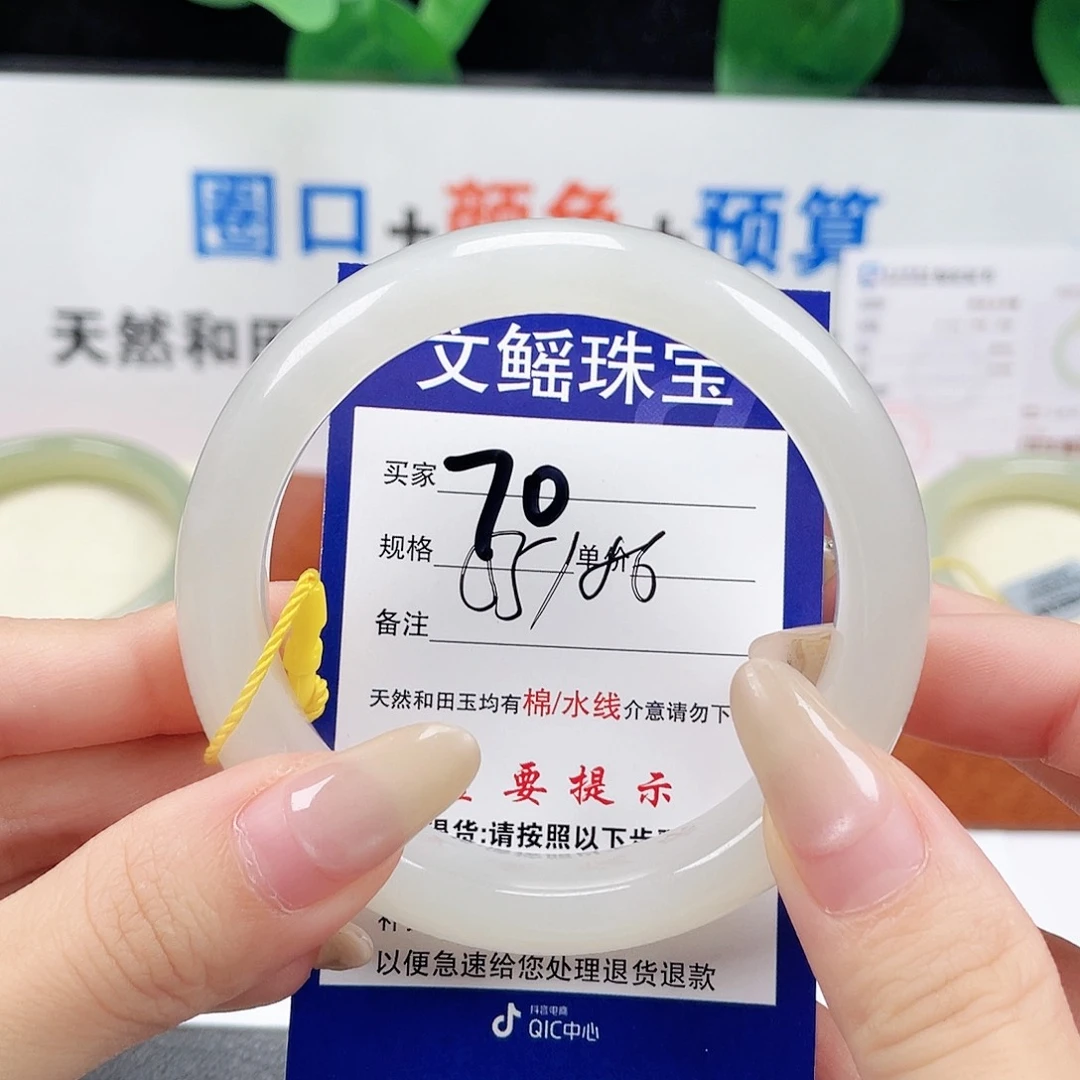 圈口+颜色+预算
天然和田
文鳐珠宝
买家 70
规格 单价
备注
天然和田玉均有棉/水线介意请勿下
要提示
退货:请按照以下步
以便急速给您处理退货退款
抖音电商
QIC中心